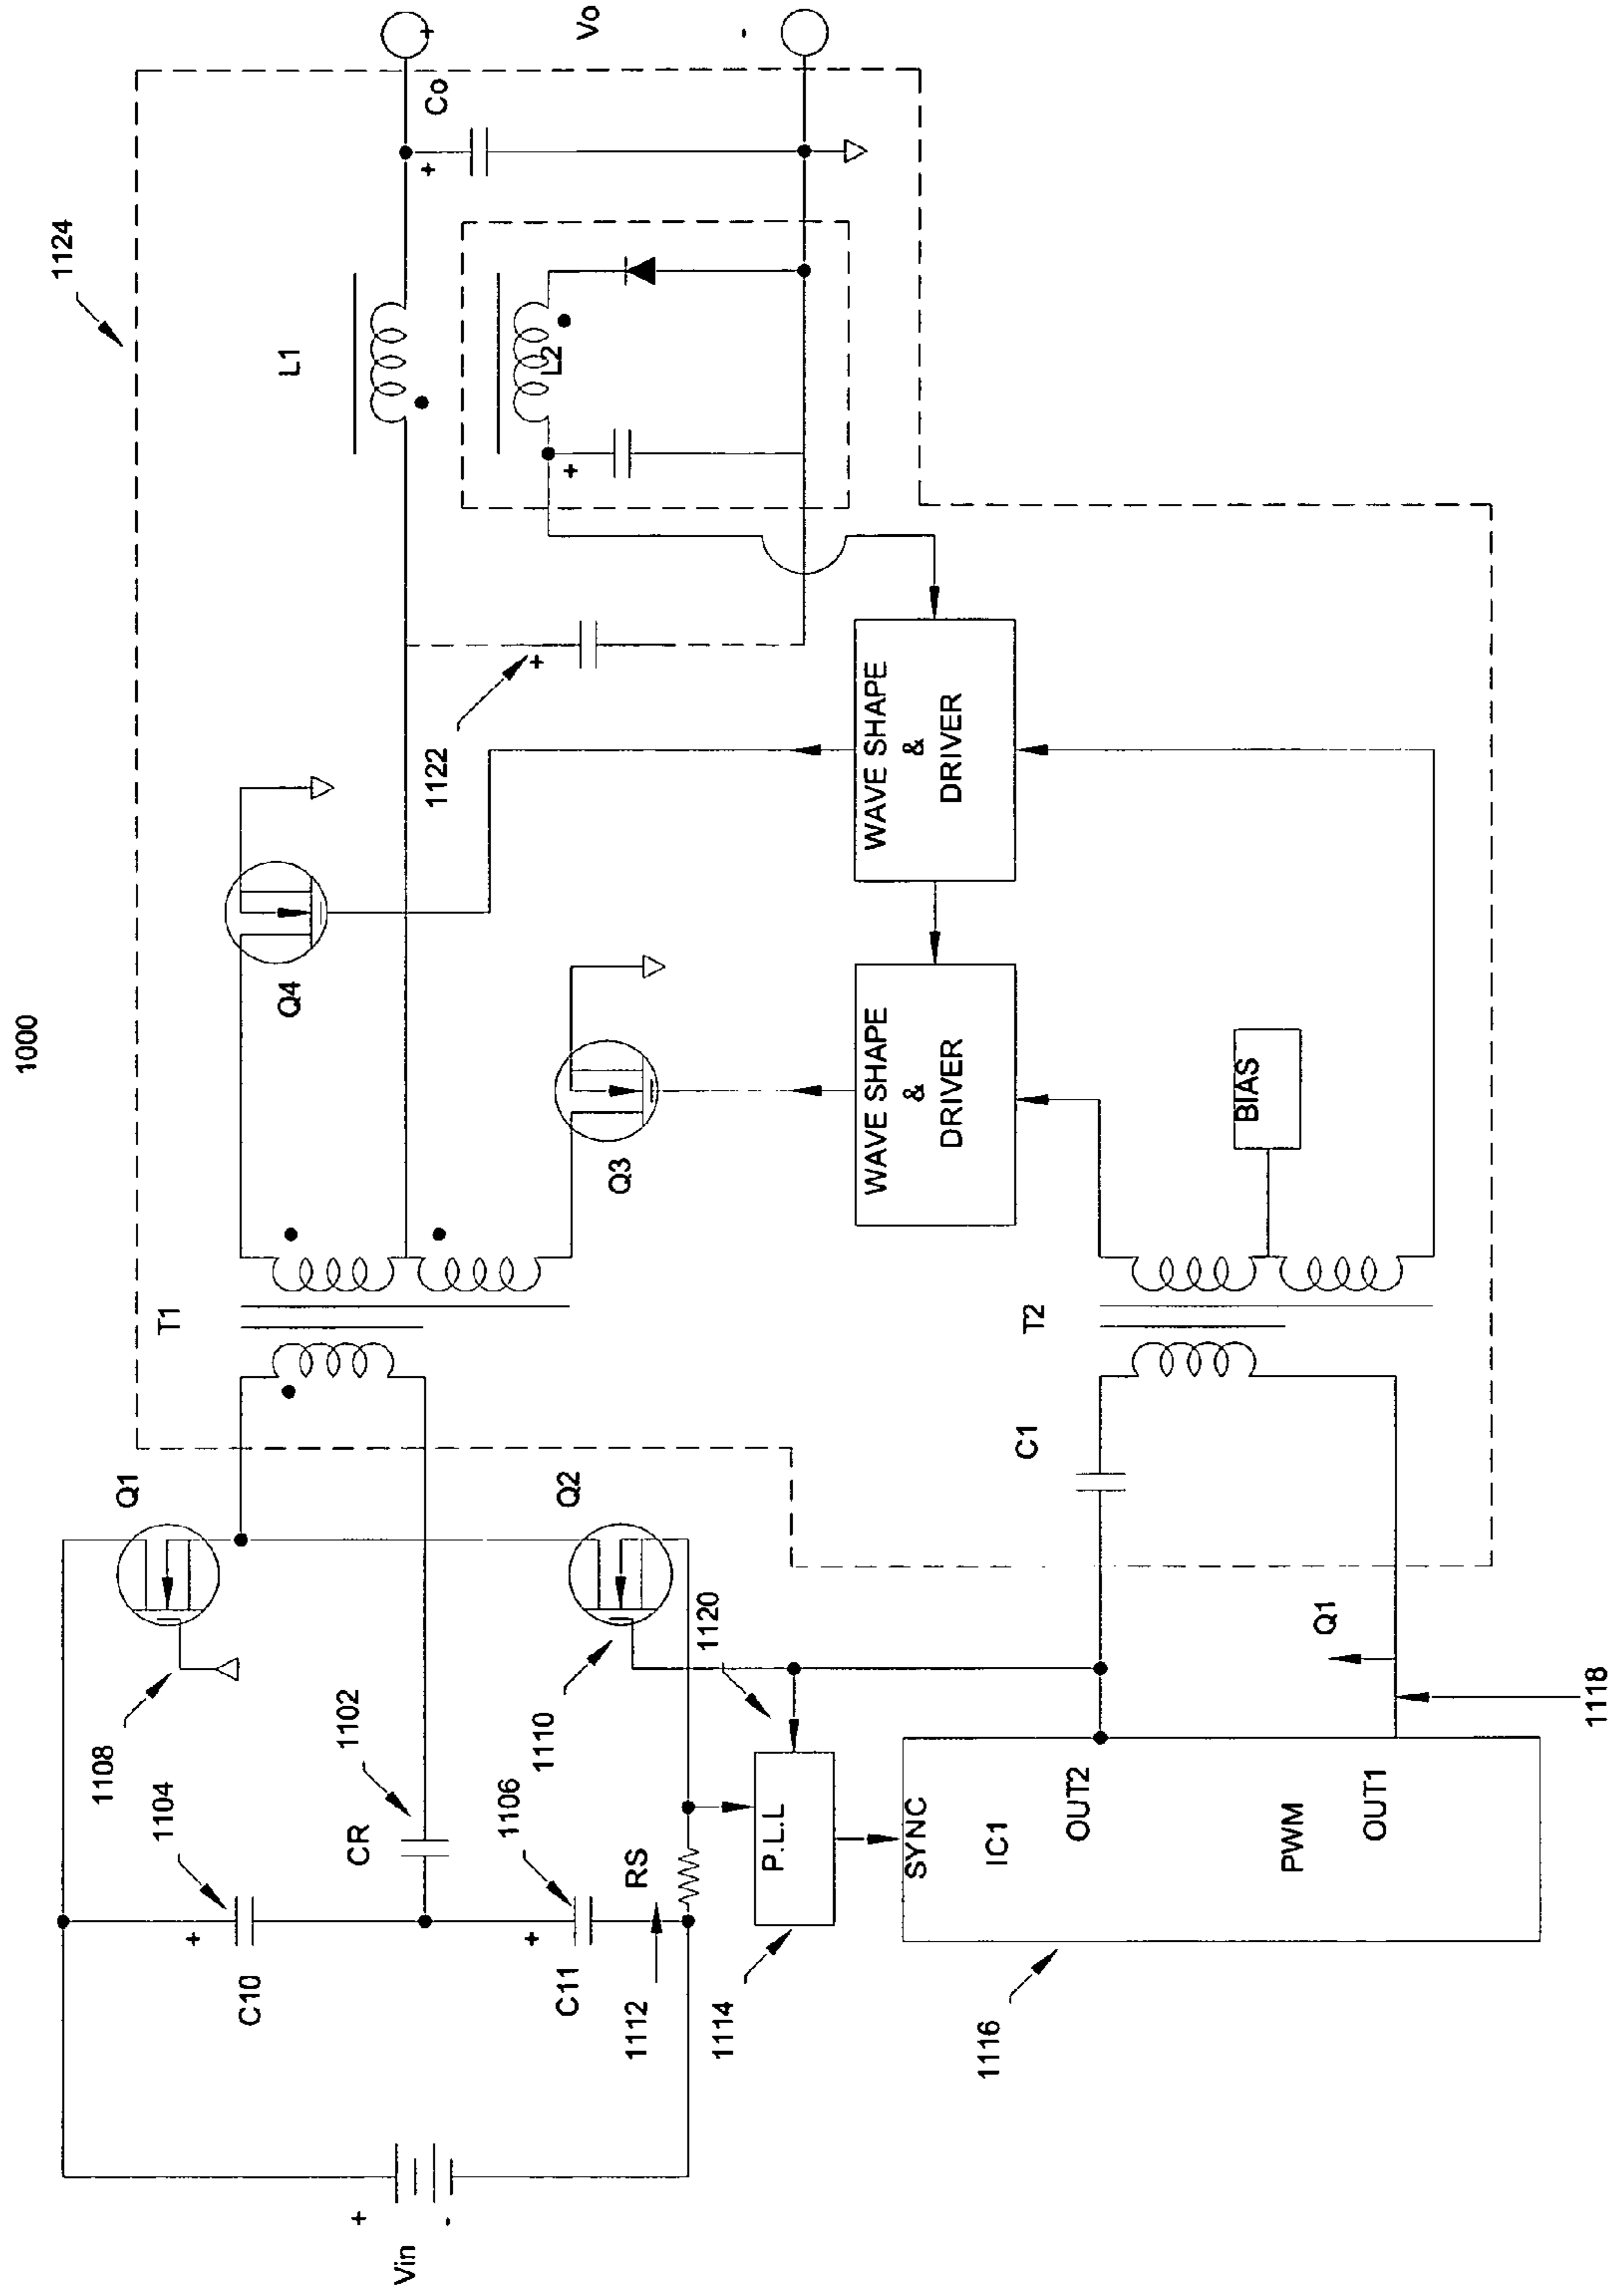 1000
1124
Vo
+
-
Co
+
L1
L2
+
1122
+
Q4
Q3
WAVE SHAPE
&
DRIVER
WAVE SHAPE
&
DRIVER
BIAS
T1
T2
Q1
Q2
C1
1108
1104
1102
CR
1110
1106
1120
Q1
1118
+
C10
+
C11
RS
1112
P.L.L
1114
SYNC
IC1
OUT2
PWM
OUT1
1116
+
Vin
-